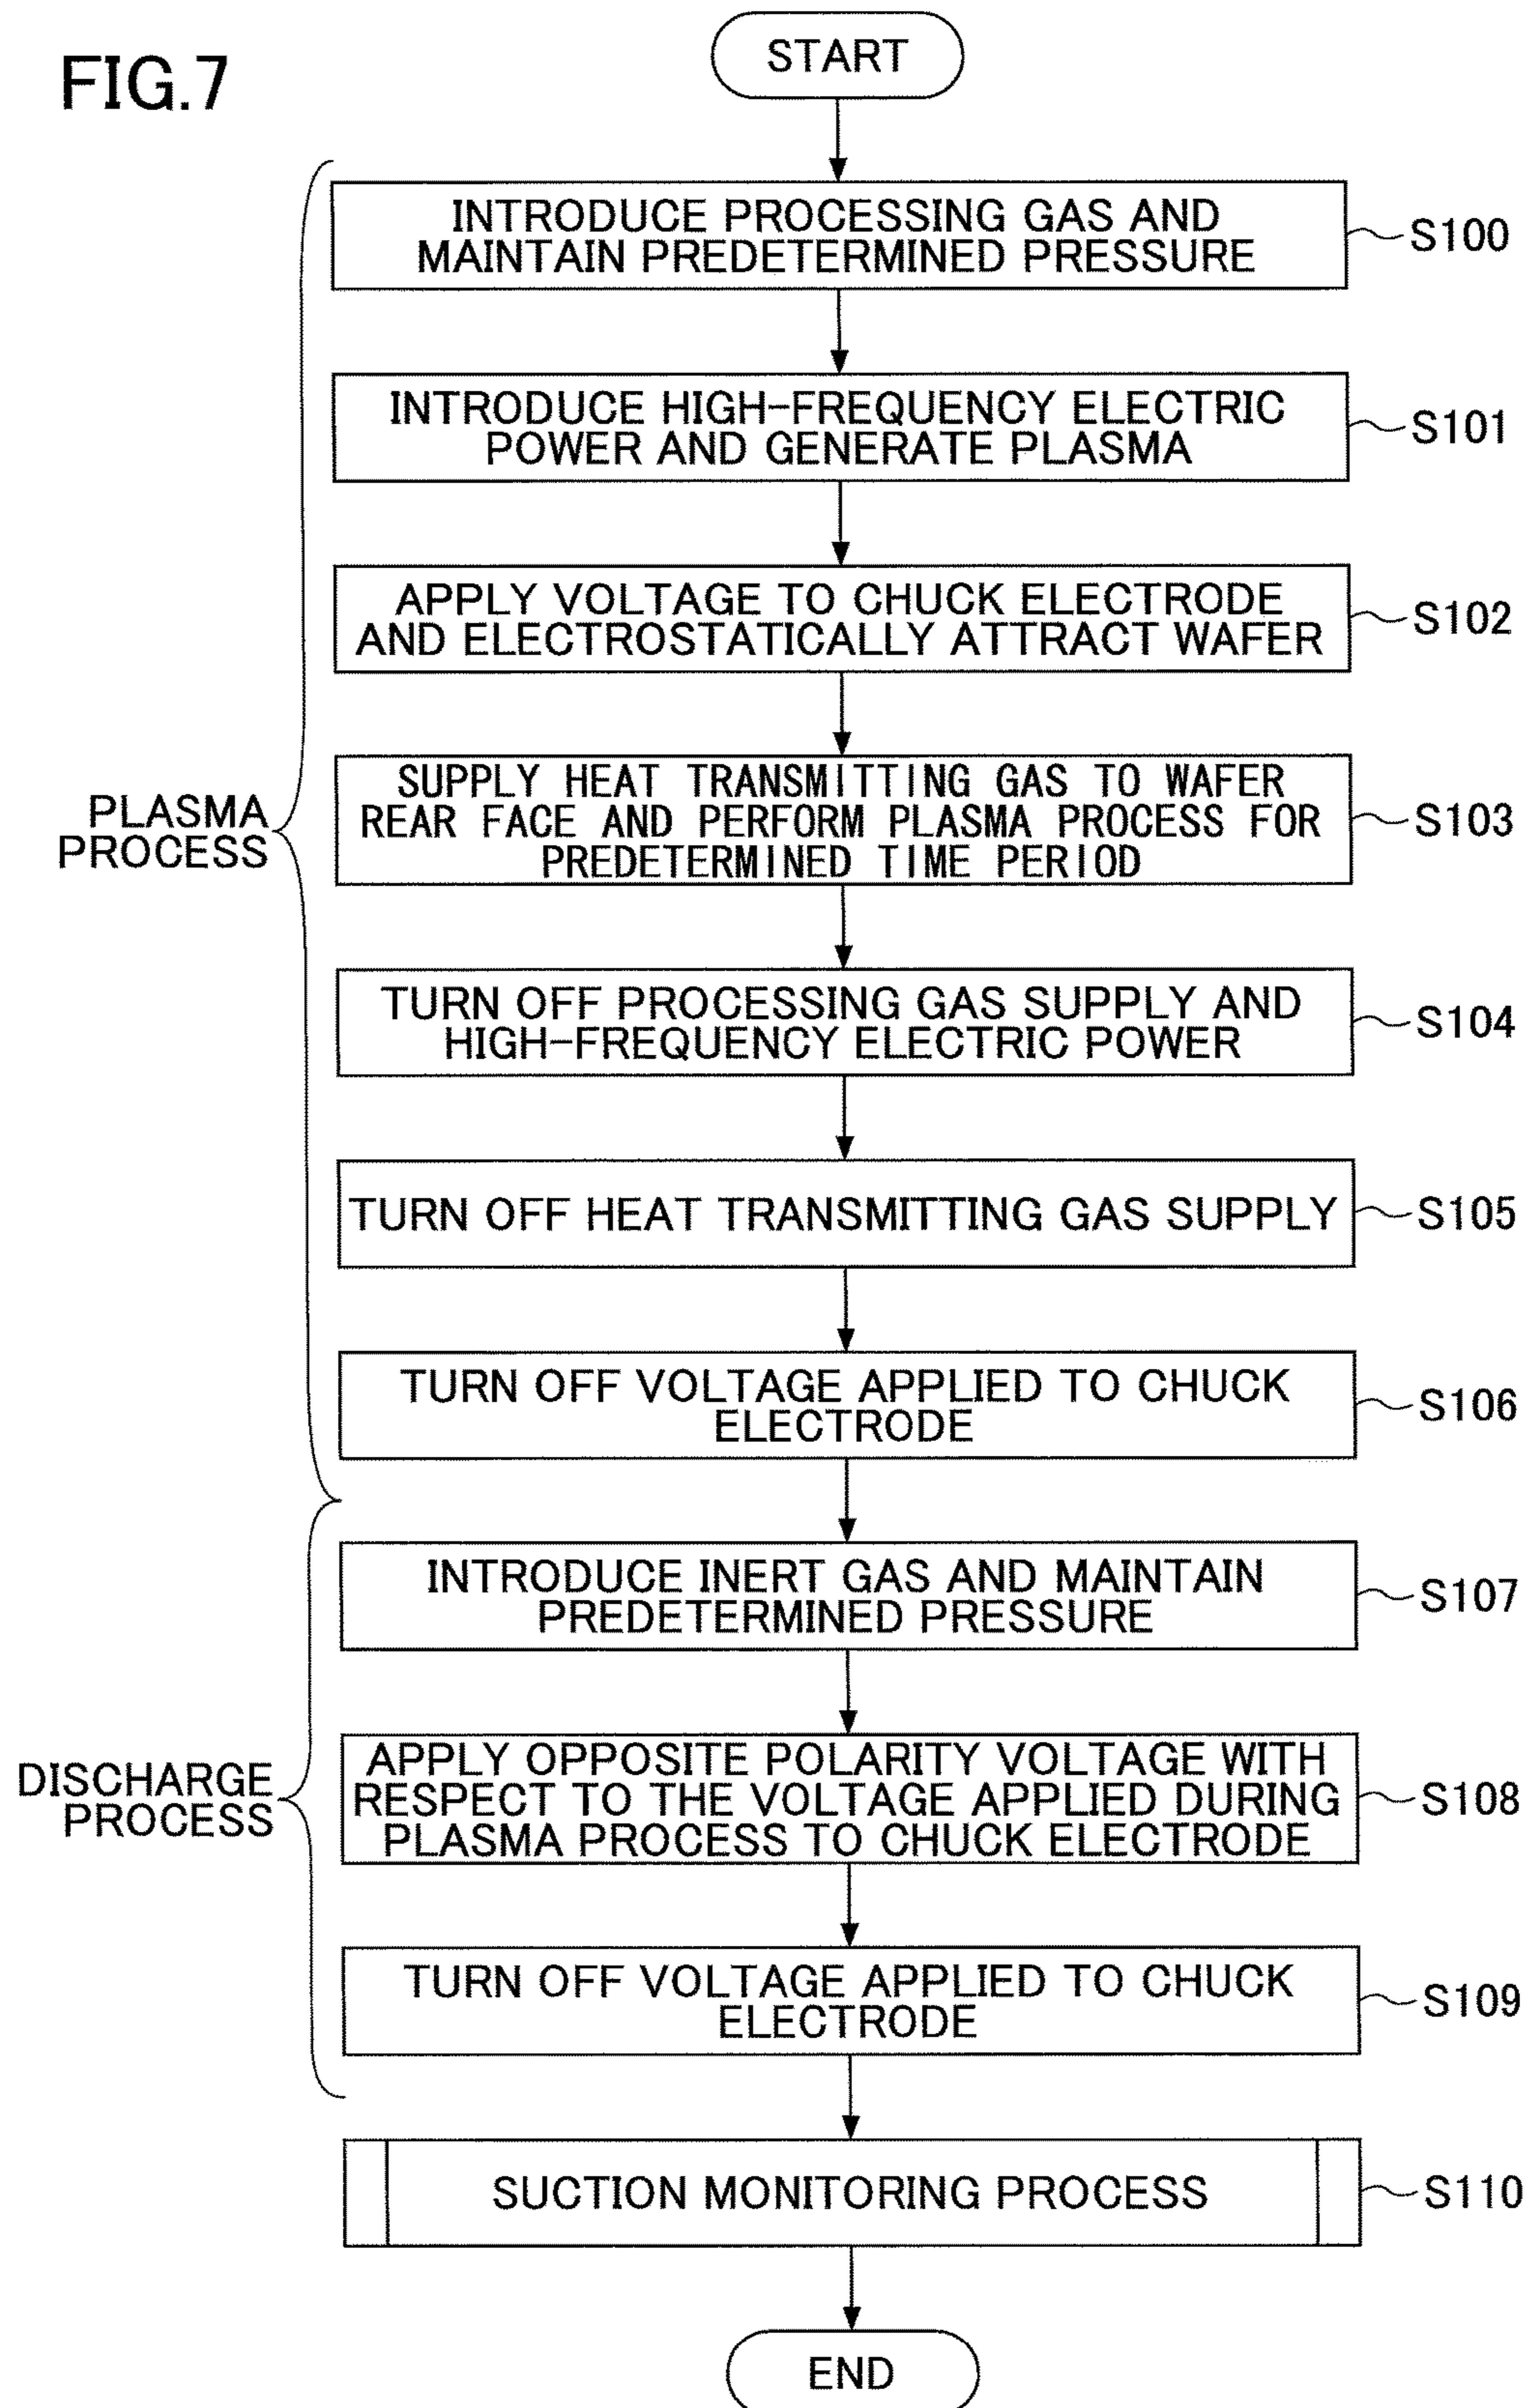 FIG.7
START
INTRODUCE PROCESSING GAS AND
MAINTAIN PREDETERMINED PRESSURE
S100
INTRODUCE HIGH-FREQUENCY ELECTRIC
POWER AND GENERATE PLASMA
S101
APPLY VOLTAGE TO CHUCK ELECTRODE
AND ELECTROSTATICALLY ATTRACT WAFER
S102
SUPPLY HEAT TRANSMITTING GAS TO WAFER
REAR FACE AND PERFORM PLASMA PROCESS FOR
PREDETERMINED TIME PERIOD
S103
PLASMA
PROCESS
TURN OFF PROCESSING GAS SUPPLY AND
HIGH-FREQUENCY ELECTRIC POWER
S104
TURN OFF HEAT TRANSMITTING GAS SUPPLY
S105
TURN OFF VOLTAGE APPLIED TO CHUCK
ELECTRODE
S106
INTRODUCE INERT GAS AND MAINTAIN
PREDETERMINED PRESSURE
S107
APPLY OPPOSITE POLARITY VOLTAGE WITH
RESPECT TO THE VOLTAGE APPLIED DURING
PLASMA PROCESS TO CHUCK ELECTRODE
S108
DISCHARGE
PROCESS
TURN OFF VOLTAGE APPLIED TO CHUCK
ELECTRODE
S109
SUCTION MONITORING PROCESS
S110
END